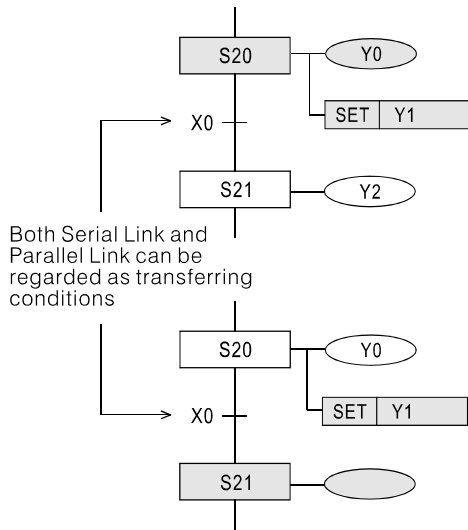 S20
Y0
SET Y1
X0
S21
Y2
Both Serial Link and
Parallel Link can be
regarded as transferring
conditions
S20
Y0
SET Y1
X0
S21